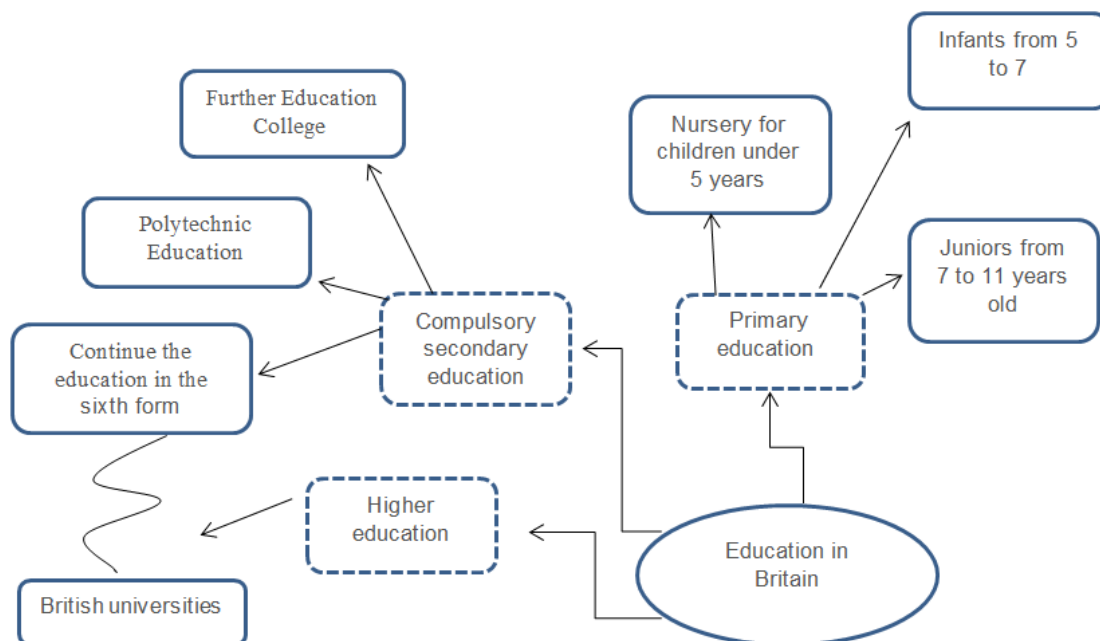 Infants from 5
to 7
Further Education
College
Nursery for
children under
5 years
Polytechnic
Education
Juniors from
7 to 11 years
old
Continue the
education in the
sixth form
Compulsory
secondary
education
Primary
education
Higher
education
Education in
Britain
British universities